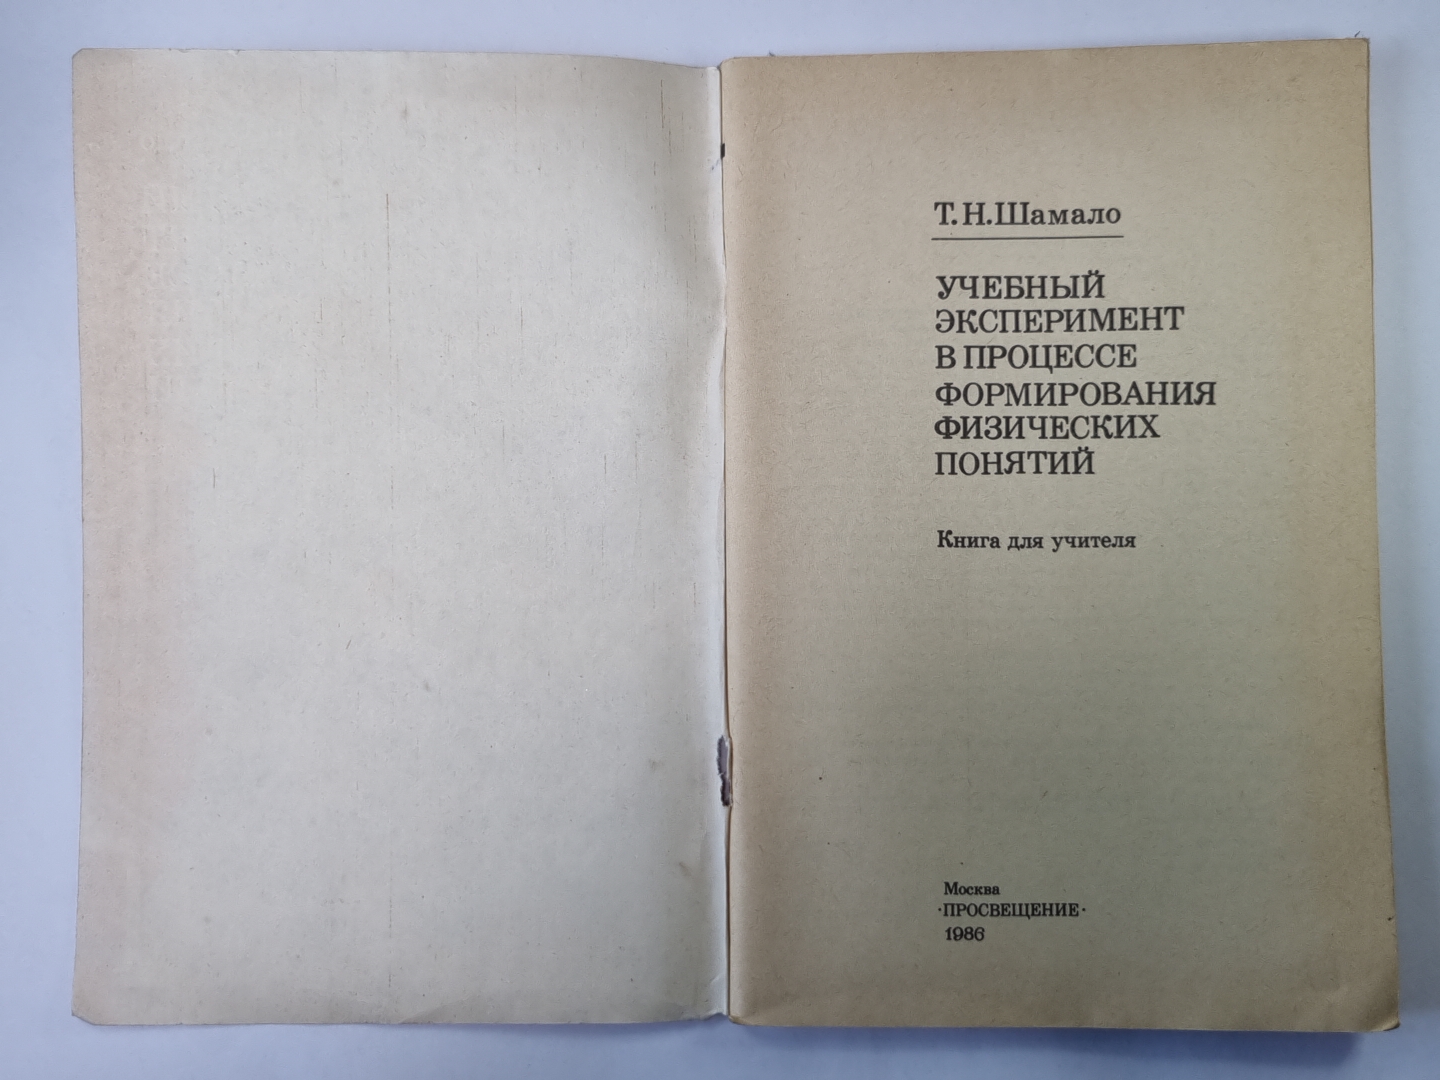 Т. Н. Шамало
УЧЕБНЫЙ
ЭКСПЕРИМЕНТ
В ПРОЦЕССЕ
ФОРМИРОВАНИЯ
ФИЗИЧЕСКИХ
ПОНЯТИЙ
Книга для учителя
Москва
·ПРОСВЕЩЕНИЕ·
1986